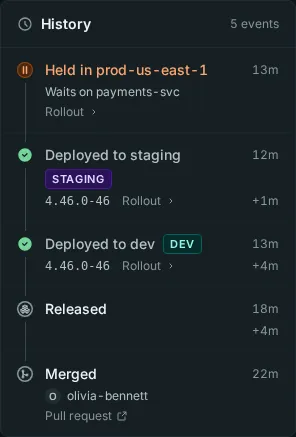 History 5 events
Held in prod-us-east-1 13m
Waits on payments-svc
Rollout
Deployed to staging 12m
STAGING
4.46.0-46 Rollout +1m
Deployed to dev DEV 13m
4.46.0-46 Rollout +4m
Released 18m
+4m
Merged 22m
O olivia-bennett
Pull request